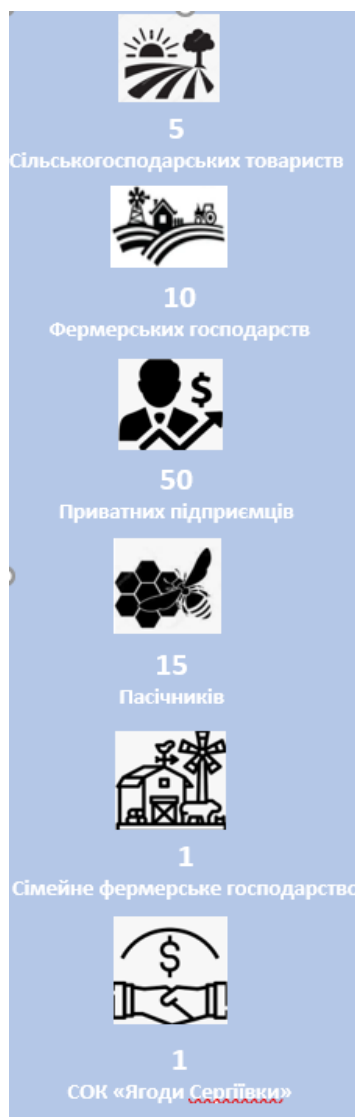 5
Сільськогосподарських товариств
10
Фермерських господарств
50
Приватних підприємців
15
Пасічників
1
Сімейне фермерське господарство
1
СОК «Ягоди Сергіївки»